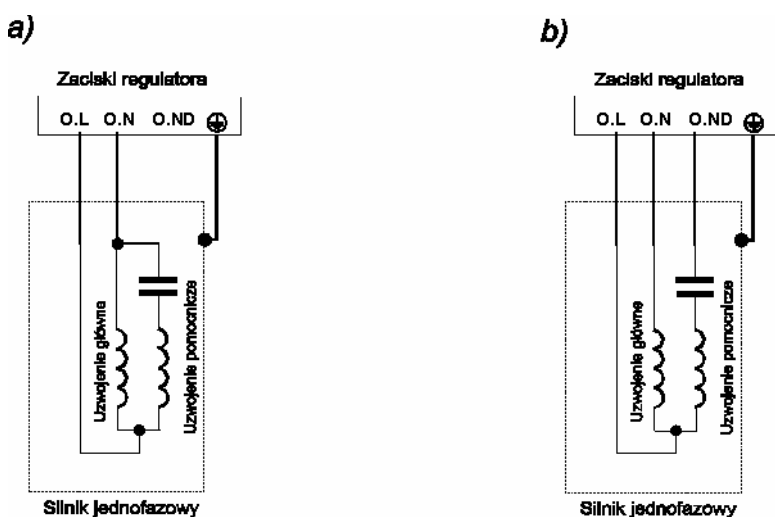 a)
Zaciski regulatora
O.L O.N O.ND
Uzwojenie główne
Uzwojenie pomocnicze
Silnik jednofazowy
b)
Zaciski regulatora
O.L O.N O.ND
Uzwojenie główne
Uzwojenie pomocnicze
Silnik jednofazowy